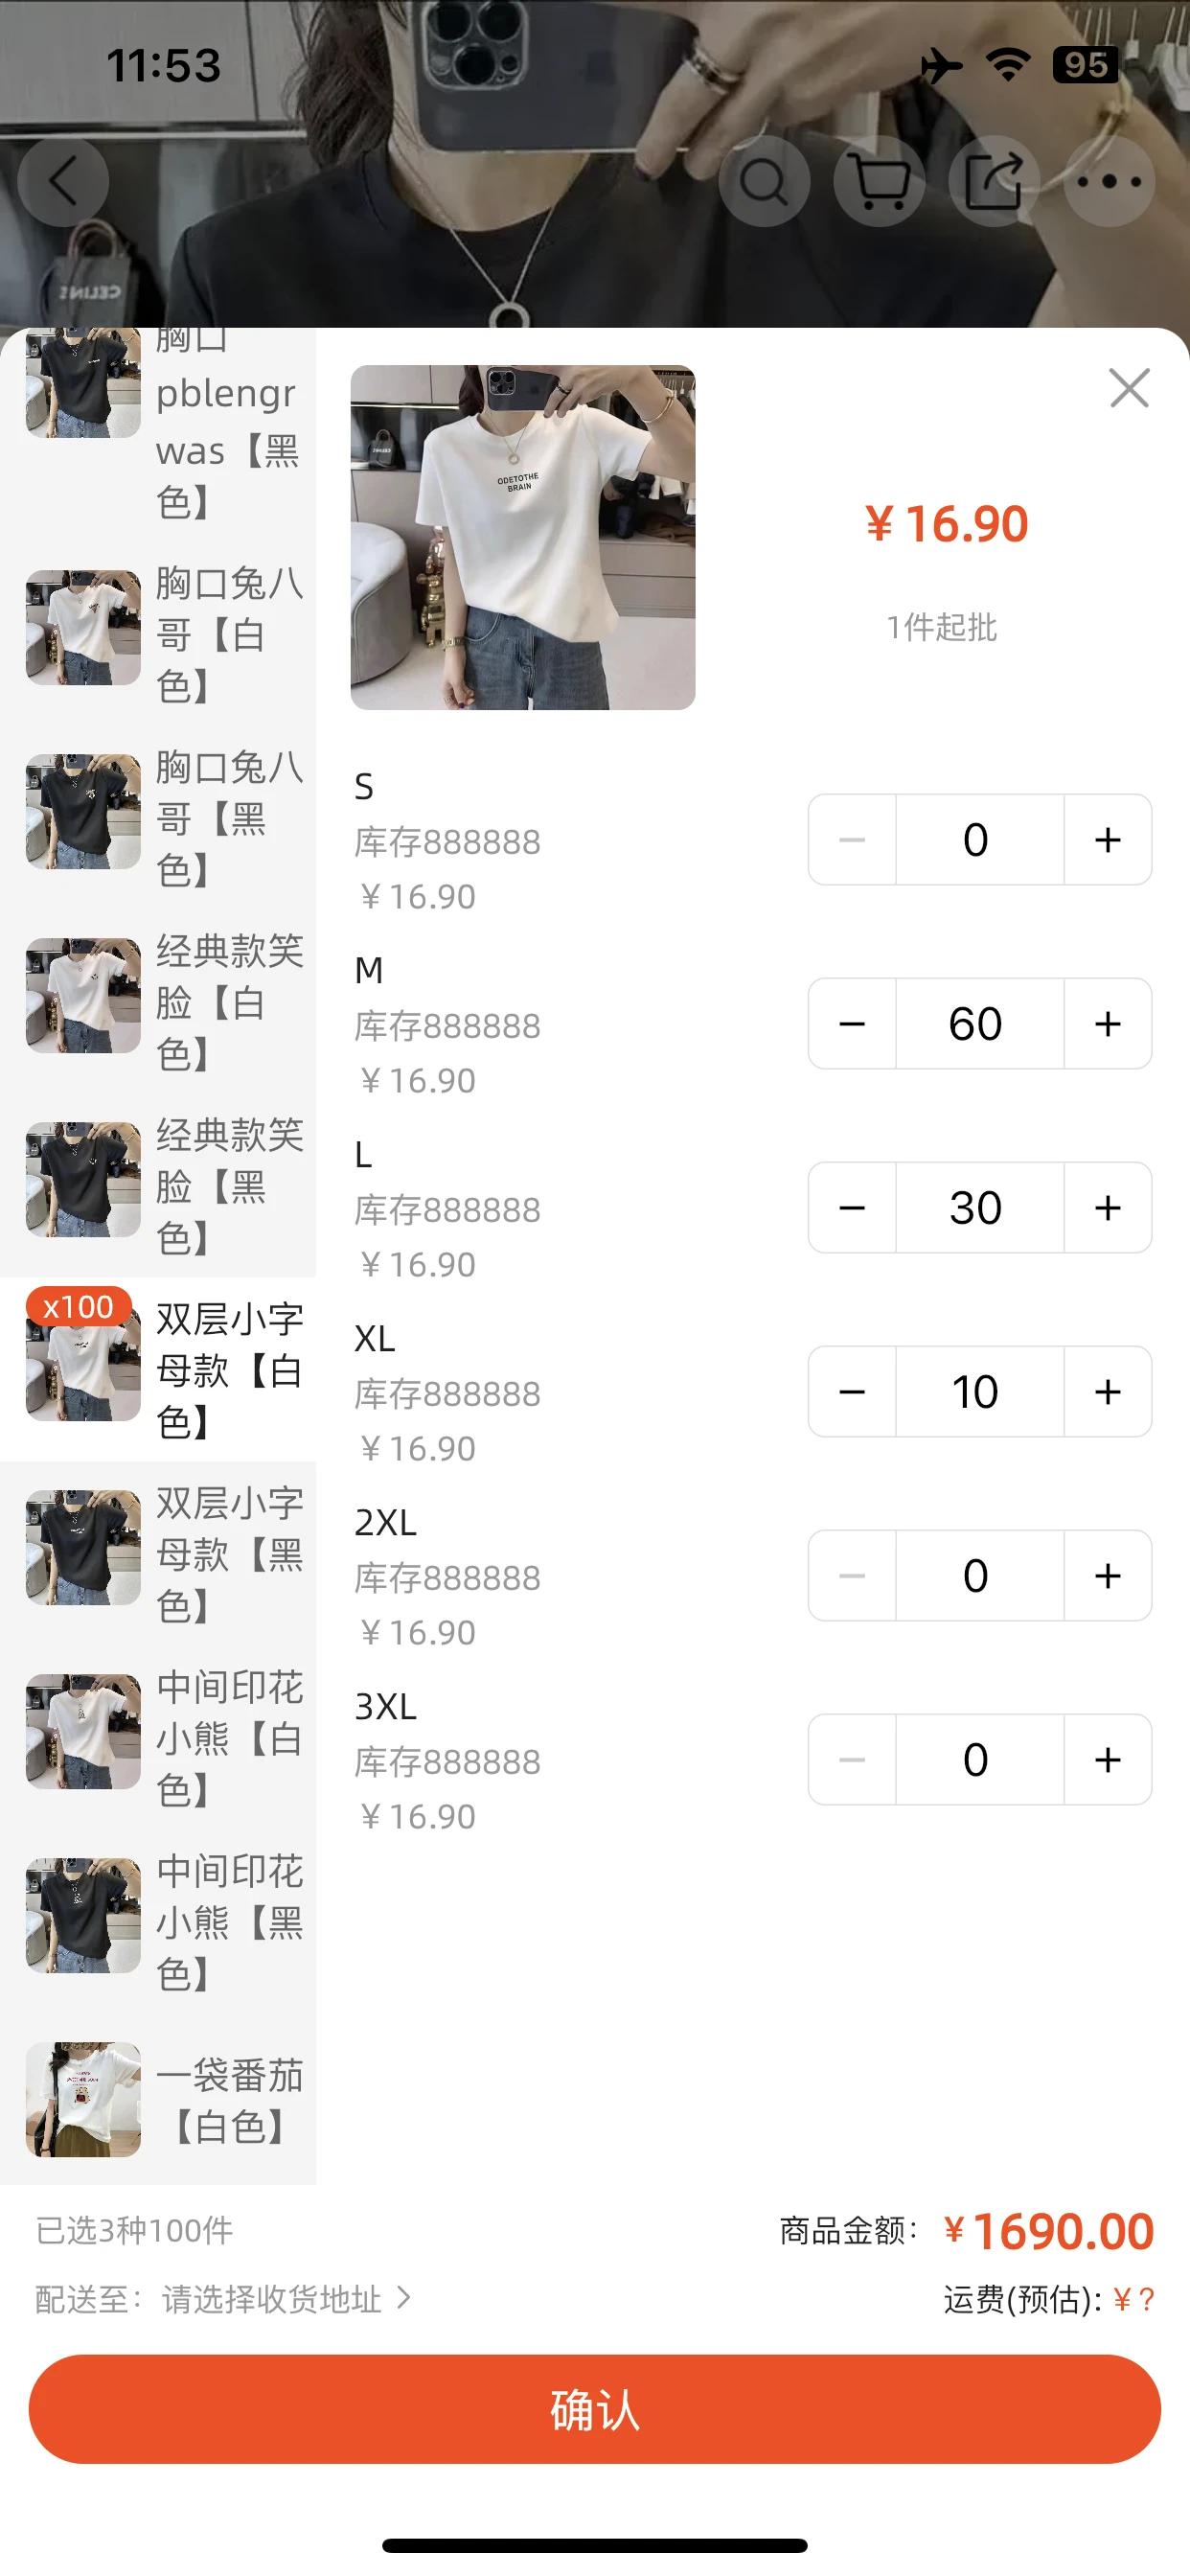 11:53
95
CELINE
胸口
pblengr
was【黑
色】
胸口兔八
哥【白
色】
胸口兔八
哥【黑
色】
经典款笑
脸【白
色】
经典款笑
脸【黑
色】
x100
双层小字
母款【白
色】
双层小字
母款【黑
色】
中间印花
小熊【白
色】
中间印花
小熊【黑
色】
一袋番茄
【白色】
ODETOTHE
BRAIN
¥ 16.90
1件起批
S
库存888888
¥ 16.90
0
M
库存888888
¥ 16.90
60
L
库存888888
¥ 16.90
30
XL
库存888888
¥ 16.90
10
2XL
库存888888
¥ 16.90
0
3XL
库存888888
¥ 16.90
0
已选3种100件
商品金额：¥1690.00
配送至：请选择收货地址
运费(预估)：¥?
确认